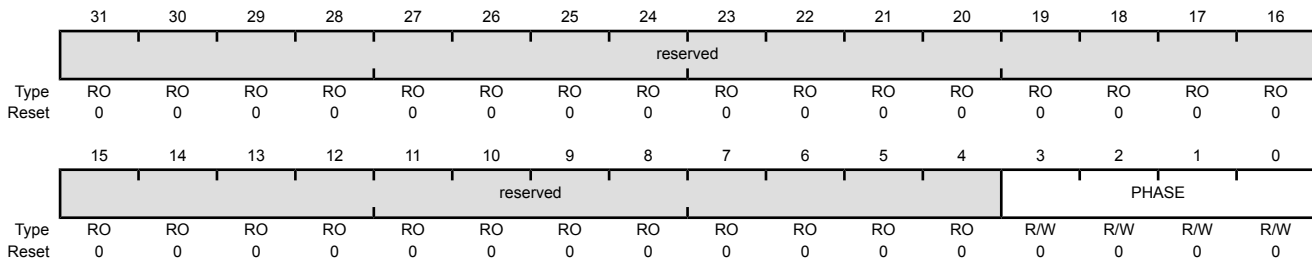 31 30 29 28 27 26 25 24 23 22 21 20 19 18 17 16
reserved
Type RO RO RO RO RO RO RO RO RO RO RO RO RO RO RO RO
Reset 0 0 0 0 0 0 0 0 0 0 0 0 0 0 0 0
15 14 13 12 11 10 9 8 7 6 5 4 3 2 1 0
reserved PHASE
Type RO RO RO RO RO RO RO RO RO RO RO RO R/W R/W R/W R/W
Reset 0 0 0 0 0 0 0 0 0 0 0 0 0 0 0 0